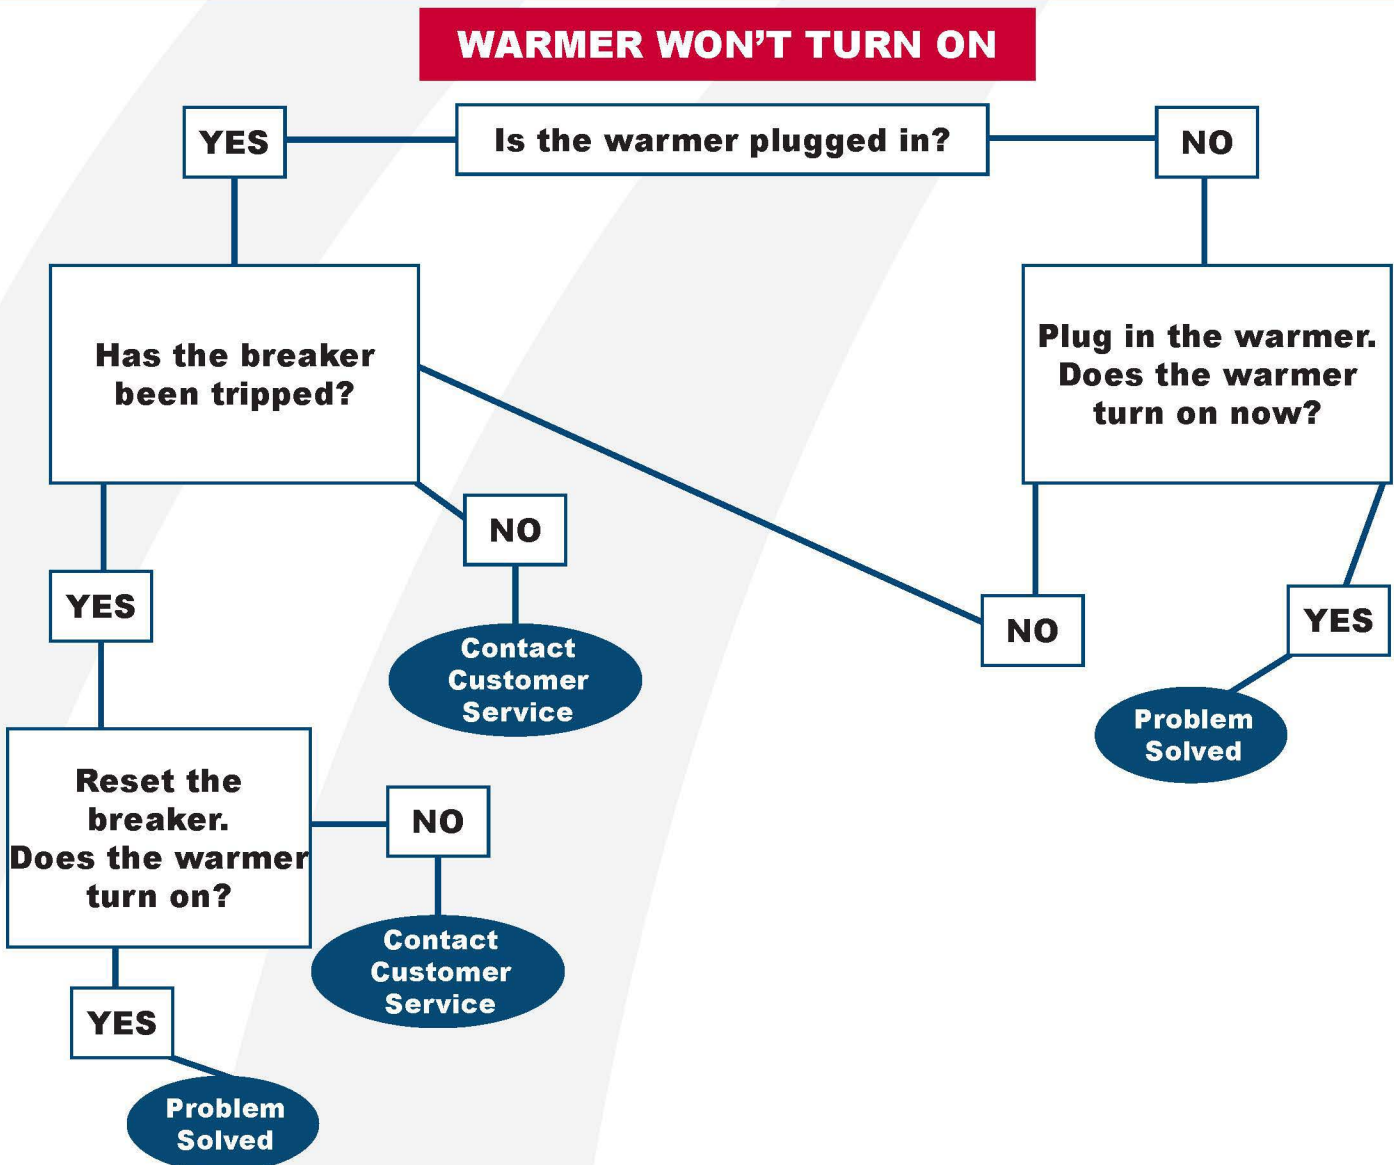 WARMER WON'T TURN ON
YES
Is the warmer plugged in?
NO
Has the breaker
been tripped?
Plug in the warmer.
Does the warmer
turn on now?
NO
YES
NO
YES
Contact
Customer
Service
Problem
Solved
Reset the
breaker.
Does the warmer
turn on?
NO
Contact
Customer
Service
YES
Problem
Solved